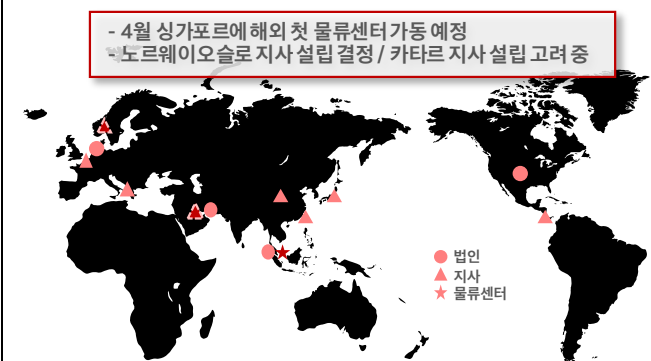 - 4월 싱가포르에 해외 첫 물류센터 가동 예정
- 노르웨이 오슬로 지사 설립 결정 / 카타르 지사 설립 고려 중
법인
지사
물류센터